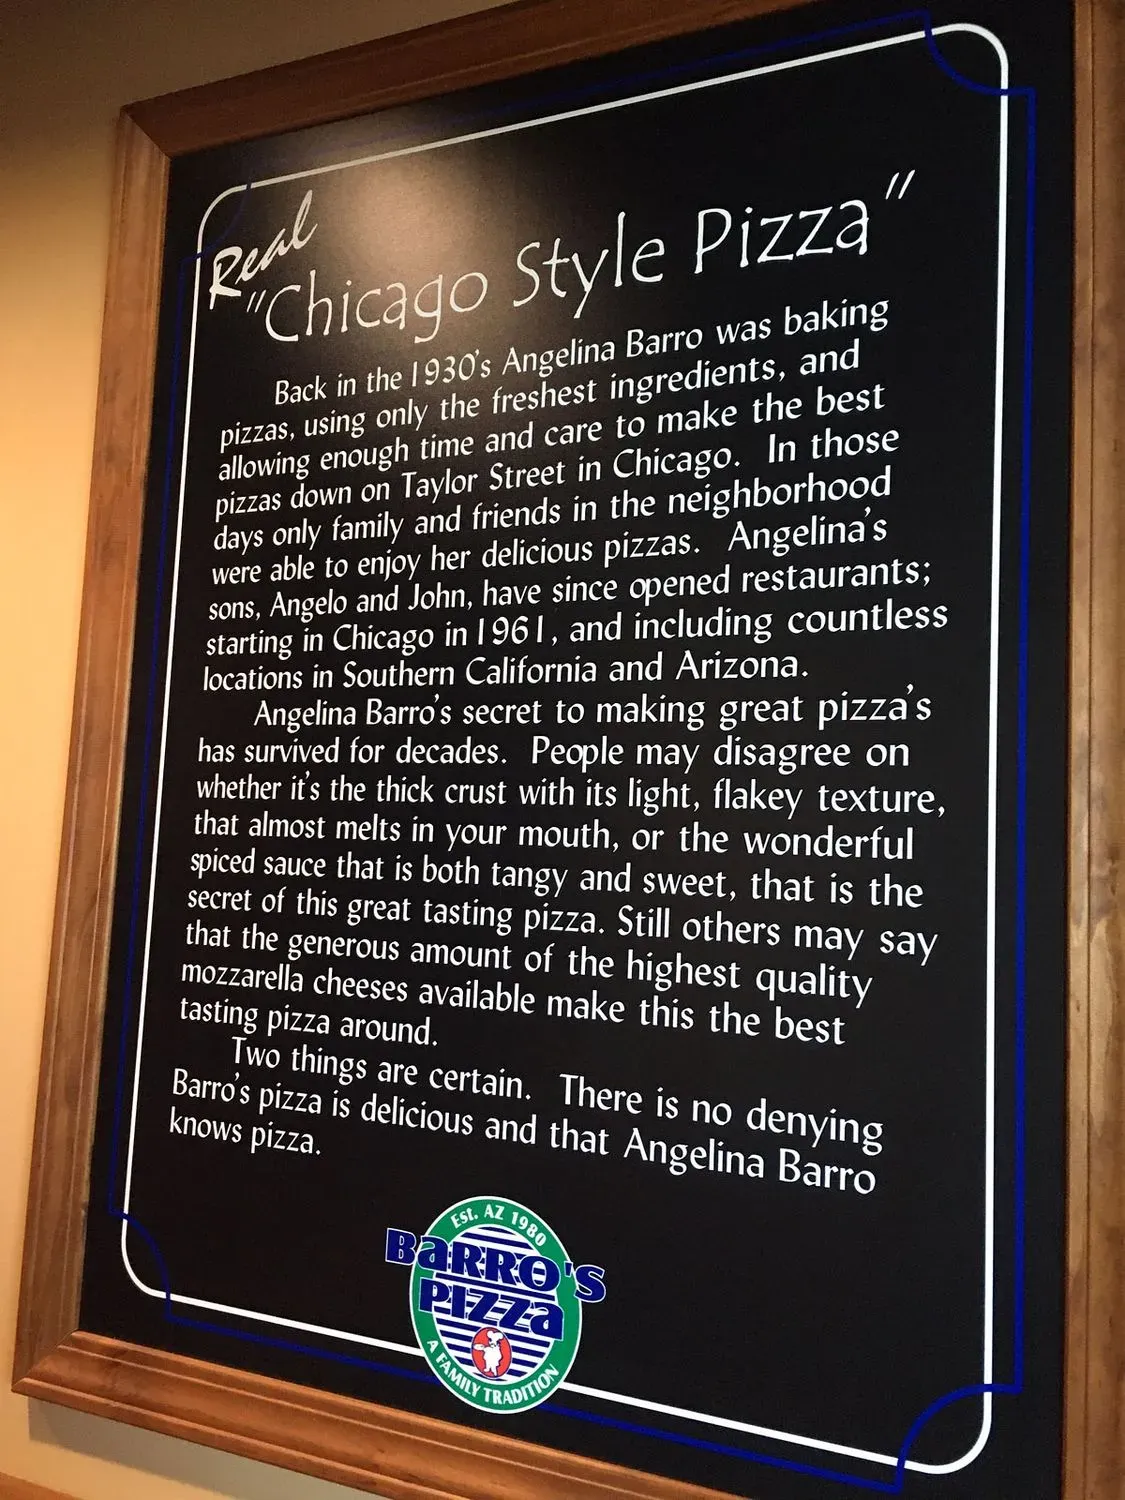 Real
"Chicago Style Pizza"
Back in the 1930's Angelina Barro was baking
pizzas, using only the freshest ingredients, and
allowing enough time and care to make the best
pizzas down on Taylor Street in Chicago. In those
days only family and friends in the neighborhood
were able to enjoy her delicious pizzas. Angelina's
sons, Angelo and John, have since opened restaurants;
starting in Chicago in 1961, and including countless
locations in Southern California and Arizona.
Angelina Barro's secret to making great pizza's
has survived for decades. People may disagree on
whether it's the thick crust with its light, flakey texture,
that almost melts in your mouth, or the wonderful
spiced sauce that is both tangy and sweet, that is the
secret of this great tasting pizza. Still others may say
that the generous amount of the highest quality
mozzarella cheeses available make this the best
tasting pizza around.
Two things are certain. There is no denying
Barro's pizza is delicious and that Angelina Barro
knows pizza.
Est. AZ 1980
BARRO'S
PIZZA
A FAMILY TRADITION